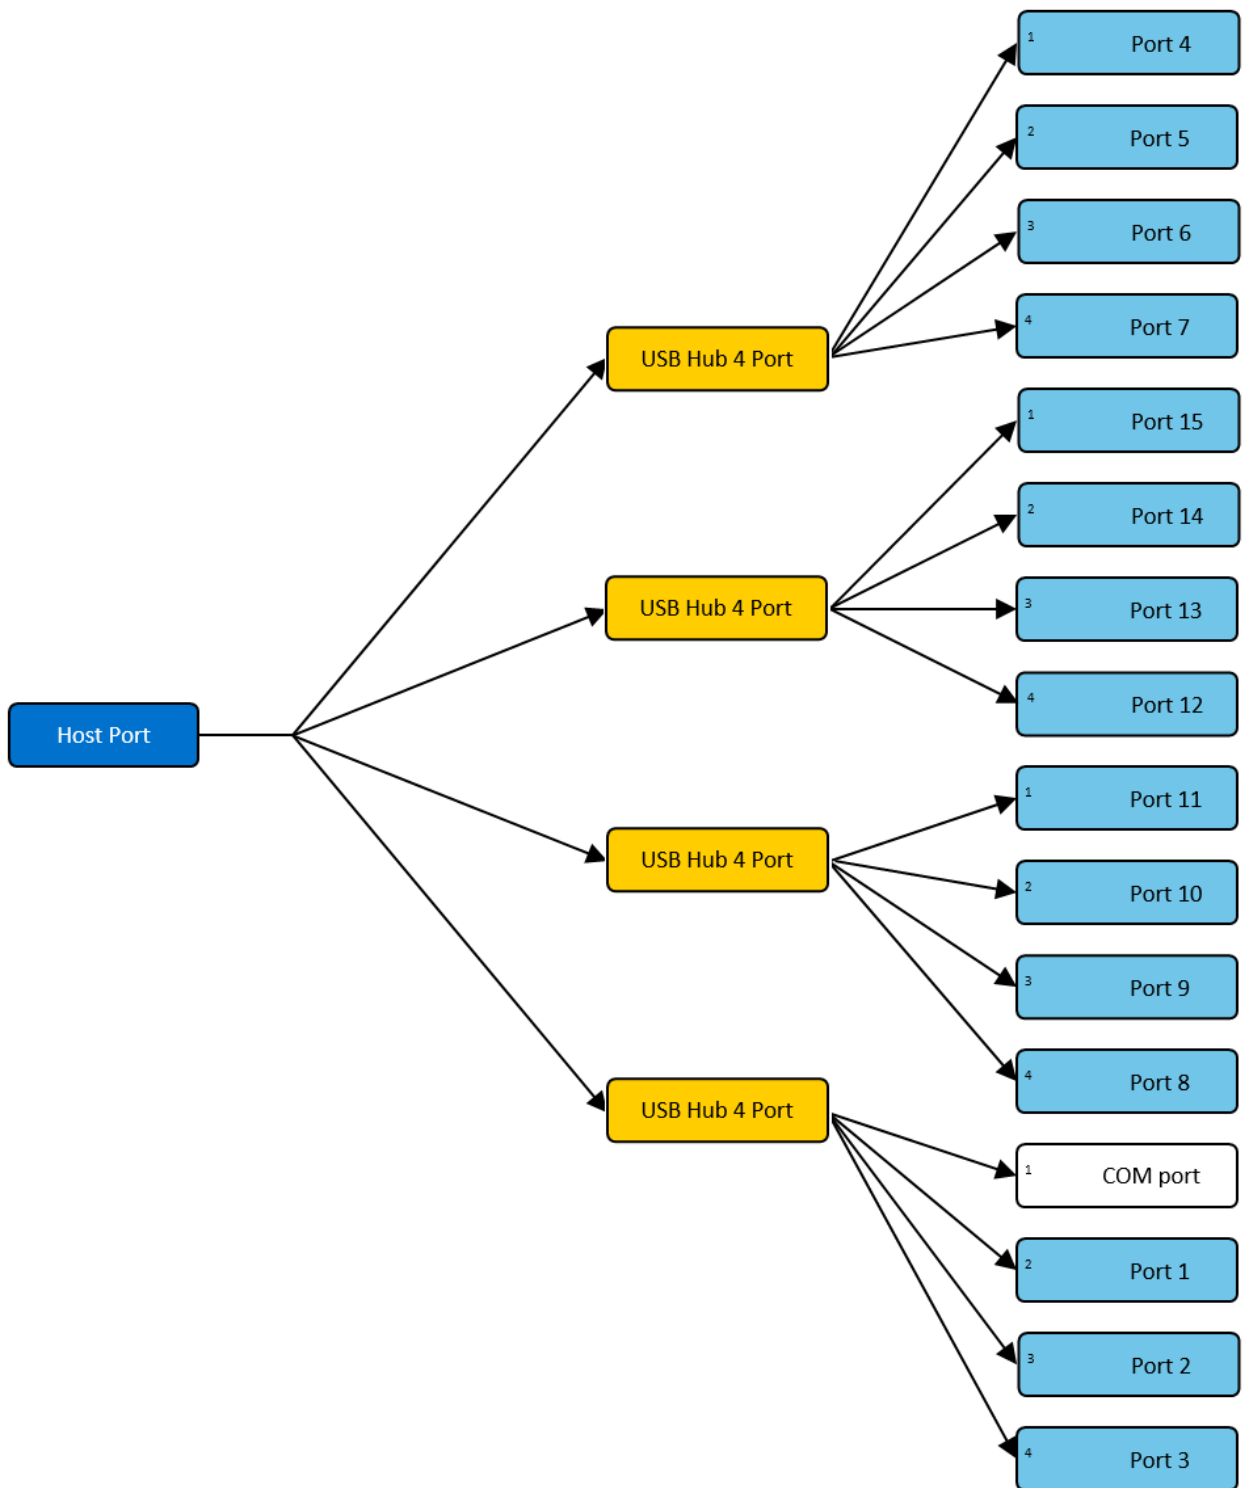 1 Port 4
2 Port 5
3 Port 6
4 Port 7
USB Hub 4 Port
1 Port 15
2 Port 14
3 Port 13
4 Port 12
USB Hub 4 Port
Host Port
1 Port 11
2 Port 10
3 Port 9
4 Port 8
USB Hub 4 Port
1 COM port
2 Port 1
3 Port 2
4 Port 3
USB Hub 4 Port